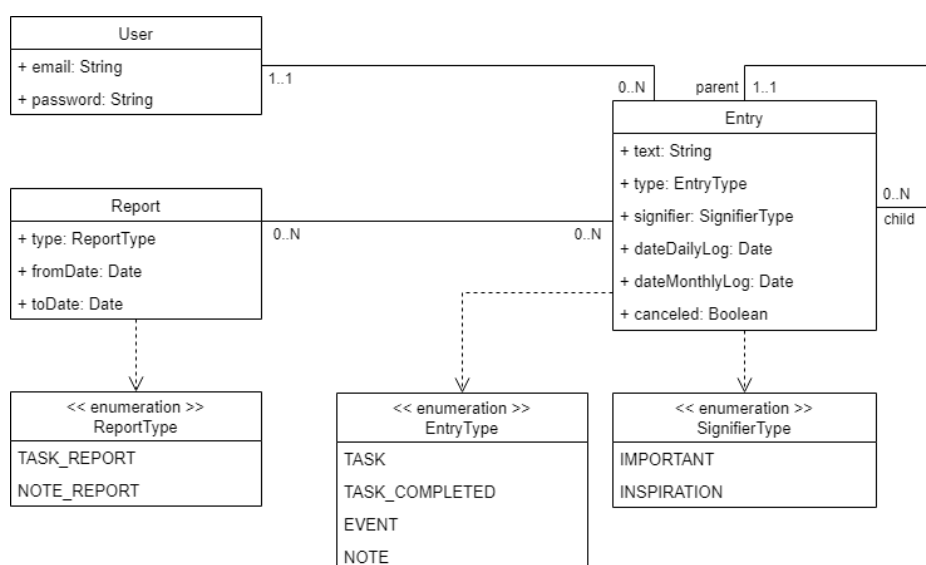 User
+ email: String
+ password: String
1..1
0..N
parent
1..1
Entry
+ text: String
+ type: EntryType
+ signifier: SignifierType
+ dateDailyLog: Date
+ dateMonthlyLog: Date
+ canceled: Boolean
0..N
child
Report
+ type: ReportType
+ fromDate: Date
+ toDate: Date
0..N
0..N
<< enumeration >>
ReportType
TASK_REPORT
NOTE_REPORT
<< enumeration >>
EntryType
TASK
TASK_COMPLETED
EVENT
NOTE
<< enumeration >>
SignifierType
IMPORTANT
INSPIRATION